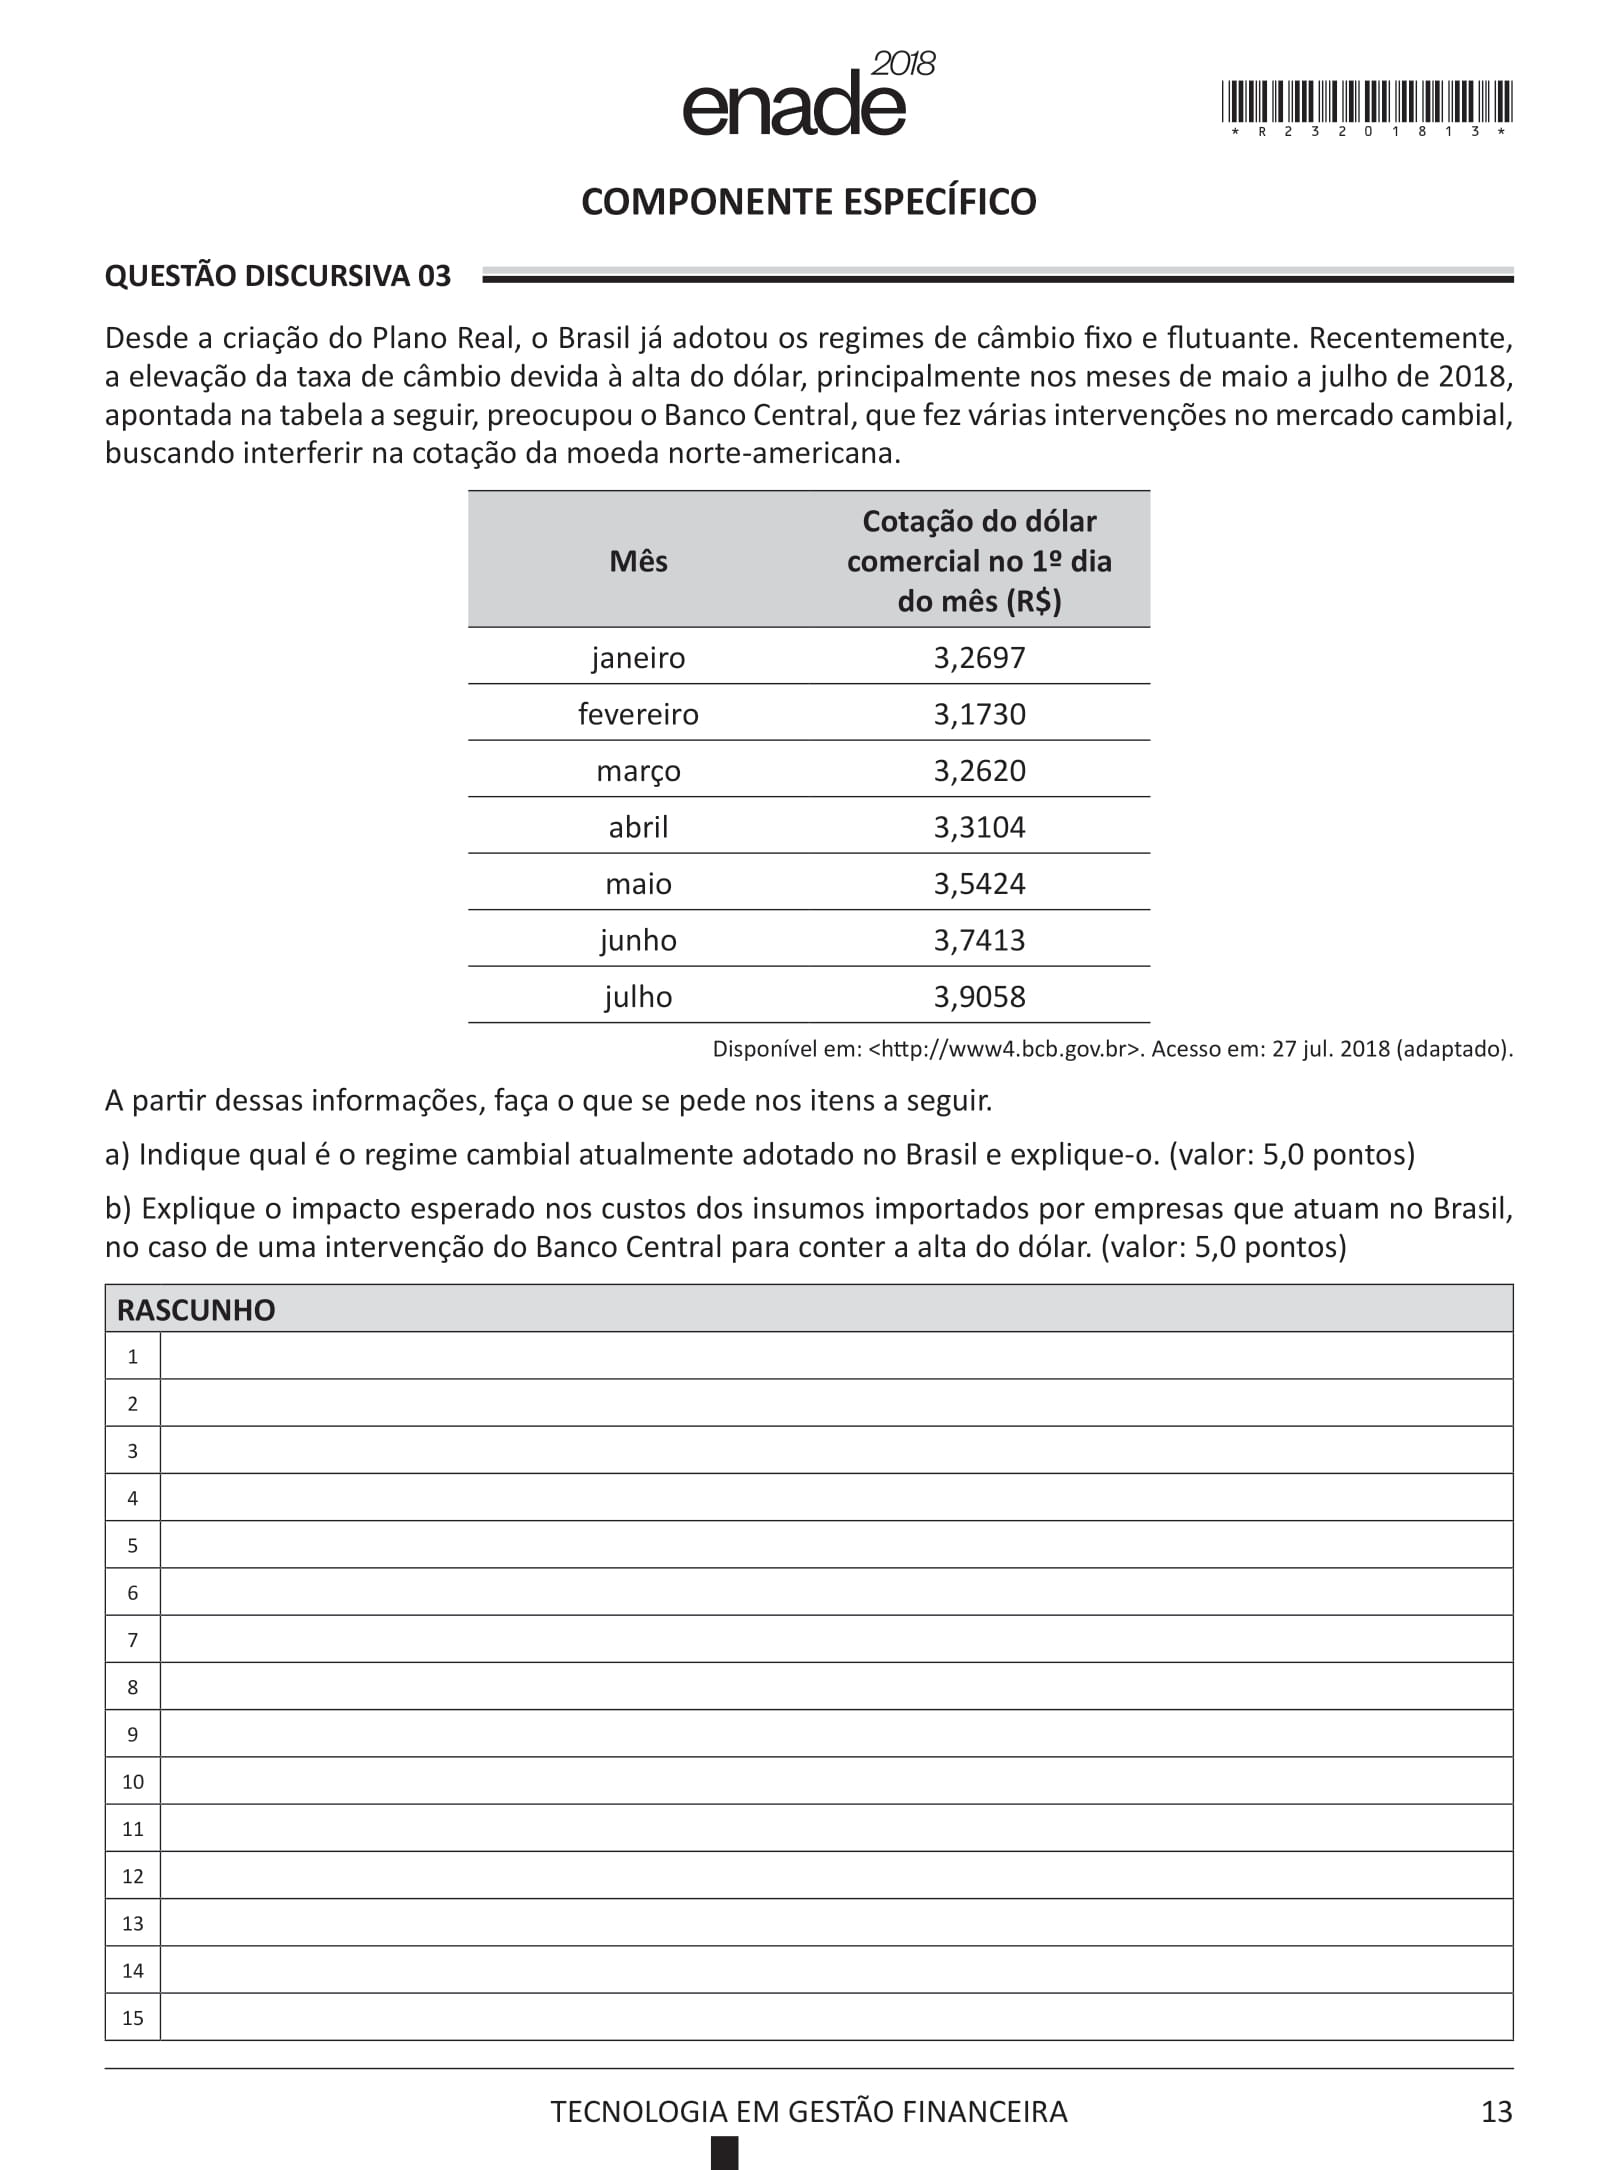 enade2018
*R23201813*
COMPONENTE ESPECÍFICO
QUESTÃO DISCURSIVA 03
Desde a criação do Plano Real, o Brasil já adotou os regimes de câmbio fixo e flutuante. Recentemente,
a elevação da taxa de câmbio devida à alta do dólar, principalmente nos meses de maio a julho de 2018,
apontada na tabela a seguir, preocupou o Banco Central, que fez várias intervenções no mercado cambial,
buscando interferir na cotação da moeda norte-americana.
Mês
Cotação do dólar
comercial no 1º dia
do mês (R$)
janeiro 3,2697
fevereiro 3,1730
março 3,2620
abril 3,3104
maio 3,5424
junho 3,7413
julho 3,9058
Disponível em: <http://www4.bcb.gov.br>. Acesso em: 27 jul. 2018 (adaptado).
A partir dessas informações, faça o que se pede nos itens a seguir.
a) Indique qual é o regime cambial atualmente adotado no Brasil e explique-o. (valor: 5,0 pontos)
b) Explique o impacto esperado nos custos dos insumos importados por empresas que atuam no Brasil,
no caso de uma intervenção do Banco Central para conter a alta do dólar. (valor: 5,0 pontos)
RASCUNHO
1
2
3
4
5
6
7
8
9
10
11
12
13
14
15
TECNOLOGIA EM GESTÃO FINANCEIRA 13